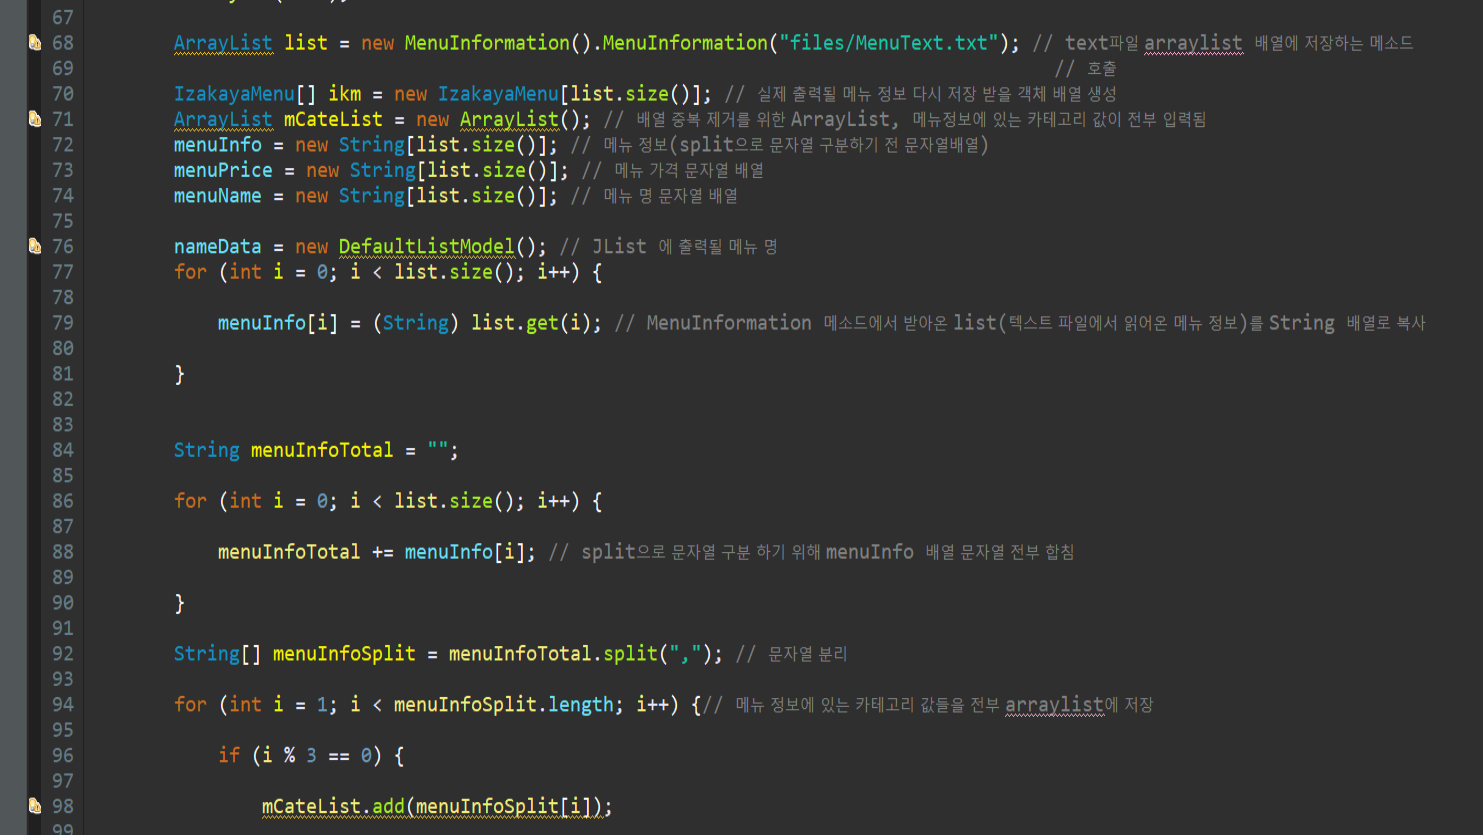 67
68 ArrayList list = new MenuInformation().MenuInformation("files/MenuText.txt"); // text파일 arraylist 배열에 저장하는 메소드
69 // 호출
70 IzakayaMenu[] ikm = new IzakayaMenu[list.size()]; // 실제 출력될 메뉴 정보 다시 저장 받을 객체 배열 생성
71 ArrayList mCateList = new ArrayList(); // 배열 중복 제거를 위한 ArrayList, 메뉴정보에 있는 카테고리 값이 전부 입력됨
72 menuInfo = new String[list.size()]; // 메뉴 정보(split으로 문자열 구분하기 전 문자열배열)
73 menuPrice = new String[list.size()]; // 메뉴 가격 문자열 배열
74 menuName = new String[list.size()]; // 메뉴 명 문자열 배열
75
76 nameData = new DefaultListModel(); // JList 에 출력될 메뉴 명
77 for (int i = 0; i < list.size(); i++) {
78
79 menuInfo[i] = (String) list.get(i); // MenuInformation 메소드에서 받아온 list(텍스트 파일에서 읽어온 메뉴 정보)를 String 배열로 복사
80
81 }
82
83
84 String menuInfoTotal = "";
85
86 for (int i = 0; i < list.size(); i++) {
87
88 menuInfoTotal += menuInfo[i]; // split으로 문자열 구분 하기 위해 menuInfo 배열 문자열 전부 합침
89
90 }
91
92 String[] menuInfoSplit = menuInfoTotal.split(","); // 문자열 분리
93
94 for (int i = 1; i < menuInfoSplit.length; i++) {// 메뉴 정보에 있는 카테고리 값들을 전부 arraylist에 저장
95
96 if (i % 3 == 0) {
97
98 mCateList.add(menuInfoSplit[i]);
99